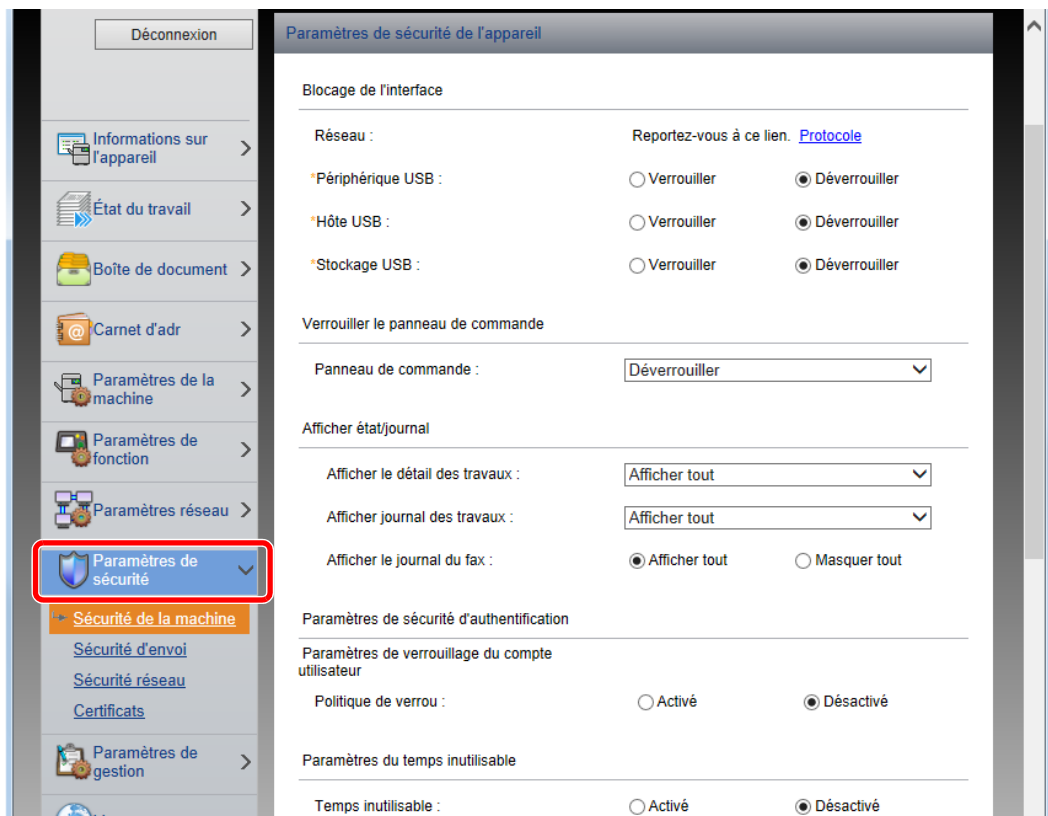 Déconnexion
Informations sur
l'appareil
État du travail
Boîte de document
Carnet d'adr
Paramètres de la
machine
Paramètres de
fonction
Paramètres réseau
Paramètres de
sécurité
Sécurité de la machine
Sécurité d'envoi
Sécurité réseau
Certificats
Paramètres de
gestion
Paramètres de sécurité de l'appareil
Blocage de l'interface
Réseau : Reportez-vous à ce lien. Protocole
*Périphérique USB : Verrouiller Déverrouiller
*Hôte USB : Verrouiller Déverrouiller
*Stockage USB : Verrouiller Déverrouiller
Verrouiller le panneau de commande
Panneau de commande : Déverrouiller
Afficher état/journal
Afficher le détail des travaux : Afficher tout
Afficher journal des travaux : Afficher tout
Afficher le journal du fax : Afficher tout Masquer tout
Paramètres de sécurité d'authentification
Paramètres de verrouillage du compte
utilisateur
Politique de verrou : Activé Désactivé
Paramètres du temps inutilisable
Temps inutilisable : Activé Désactivé